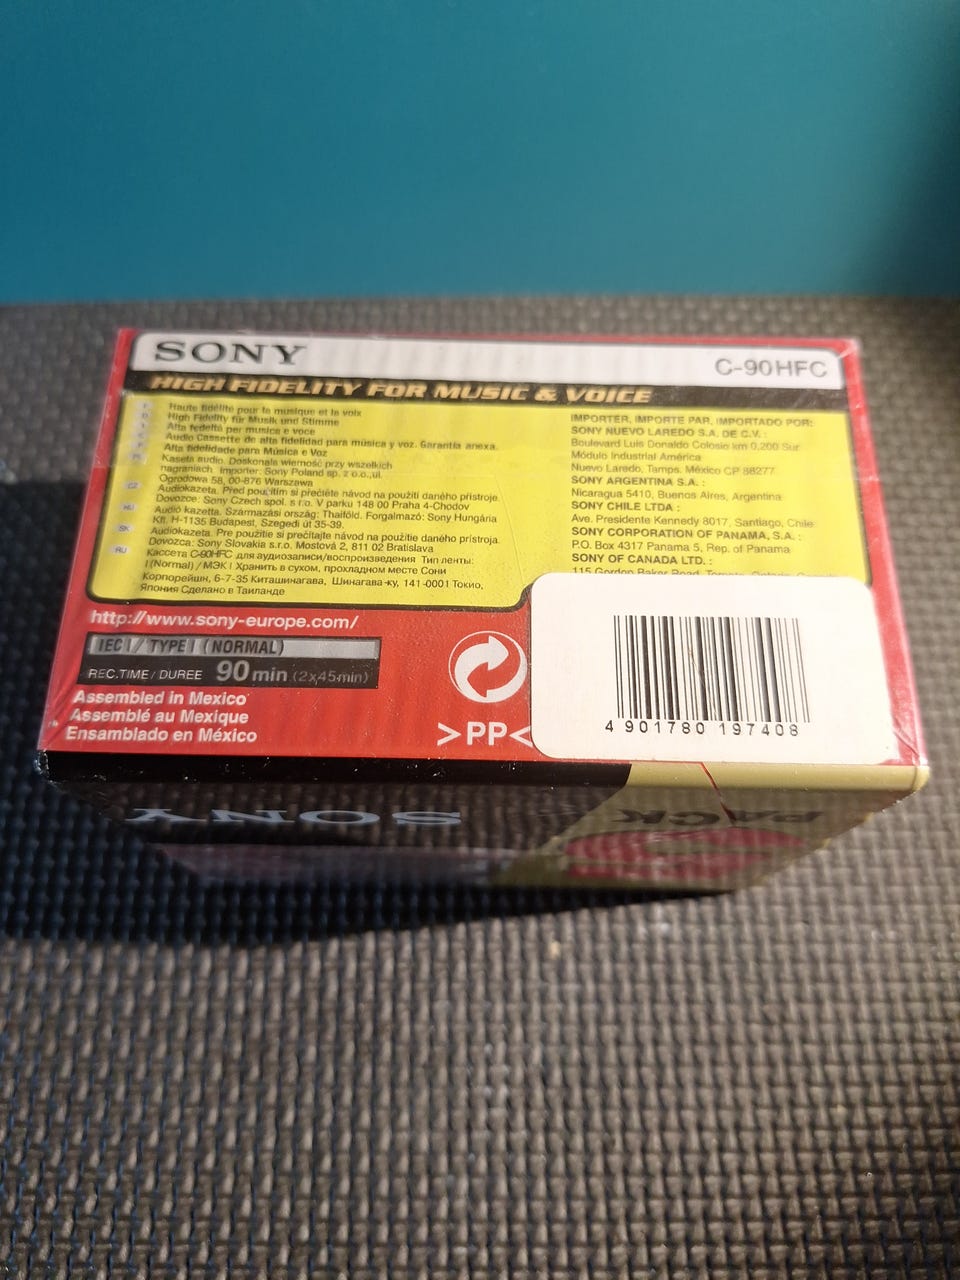 SONY
C-90HFC
HIGH FIDELITY FOR MUSIC & VOICE
Haute fidélité pour la musique et la voix
High Fidelity für Musik und Stimme
Alta fedeltà per musica e voce
Audio Cassette de alta fidelidad para música y voz. Garantía anexa.
Alta fidelidade para Música e Voz
Kaseta audio. Doskonała wierność przy wszelkich
nagraniach. Importer: Sony Poland sp. z o.o.,ul.
Ogrodowa 58, 00-876 Warszawa
CZ
Audiokazeta. Před použitím si přečtěte návod na použití daného přístroje.
Dovozce: Sony Czech spol. s r.o. V parku 148 00 Praha 4-Chodov
HU
Audió kazetta. Származási ország: Thaiföld. Forgalmazó: Sony Hungária
Kft. H-1135 Budapest, Szegedi út 35-39.
SK
Audiokazeta. Pre použitie si prečítajte návod na použitie daného prístroja.
Dovozca: Sony Slovakia s.r.o. Mostová 2, 811 02 Bratislava
RU
Кассета C-90HFC для аудиозаписи/воспроизведения Тип ленты:
I (Normal) / МЭК I Хранить в сухом, прохладном месте Сони
Корпорейшн, 6-7-35 Киташинагава, Шинагава-ку, 141-0001 Токио,
Япония Сделано в Таиланде
IMPORTER, IMPORTE PAR, IMPORTADO POR:
SONY NUEVO LAREDO S.A. DE C.V. :
Boulevard Luis Donaldo Colosio km 0,200 Sur
Módulo Industrial América
Nuevo Laredo, Tamps. México CP 88277
SONY ARGENTINA S.A. :
Nicaragua 5410, Buenos Aires, Argentina
SONY CHILE LTDA :
Ave. Presidente Kennedy 8017, Santiago, Chile
SONY CORPORATION OF PANAMA, S.A. :
P.O. Box 4317 Panama 5, Rep. of Panama
SONY OF CANADA LTD. :
115 Gordon Baker Road, Toronto, Ontario
http://www.sony-europe.com/
IEC I / TYPE I (NORMAL)
REC.TIME / DUREE 90 min (2x45min)
Assembled in Mexico
Assemblé au Mexique
Ensamblado en México
>PP<
4 901780 197408
SONY
PACK